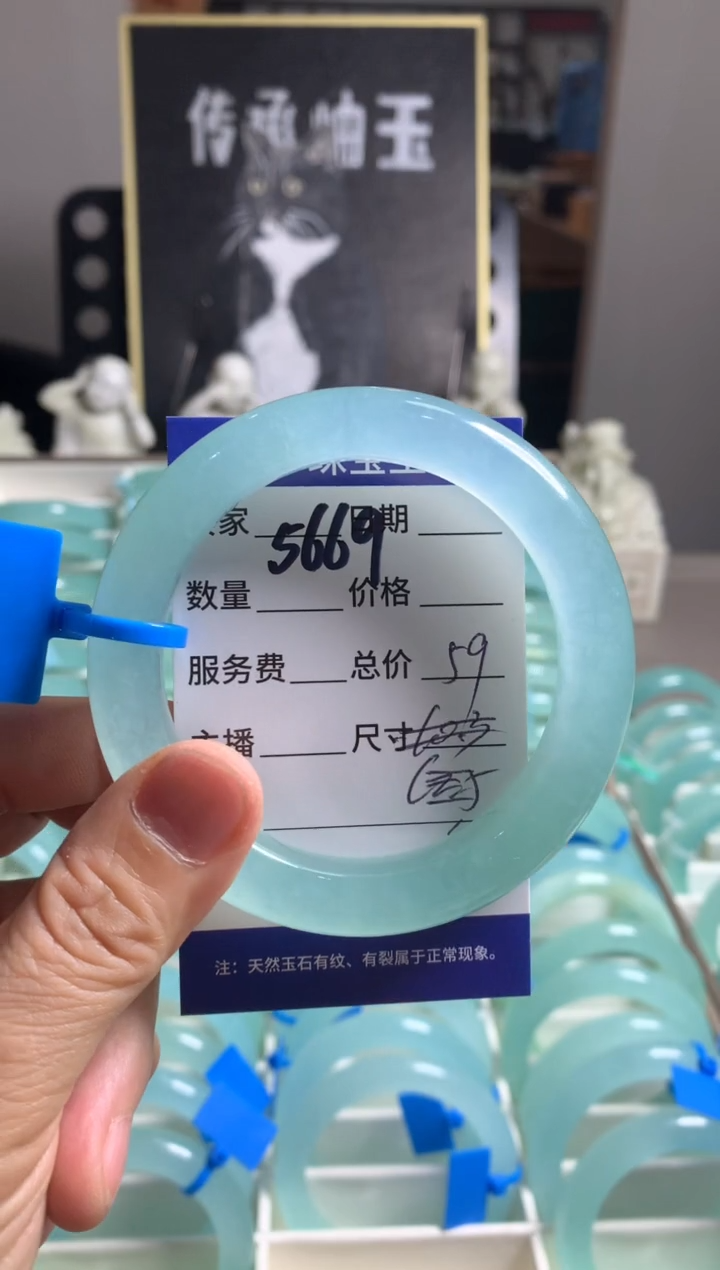 传承岫玉
家 日期
5669
数量 价格
服务费 总价 59
主播 尺寸
注：天然玉石有纹、有裂属于正常现象。